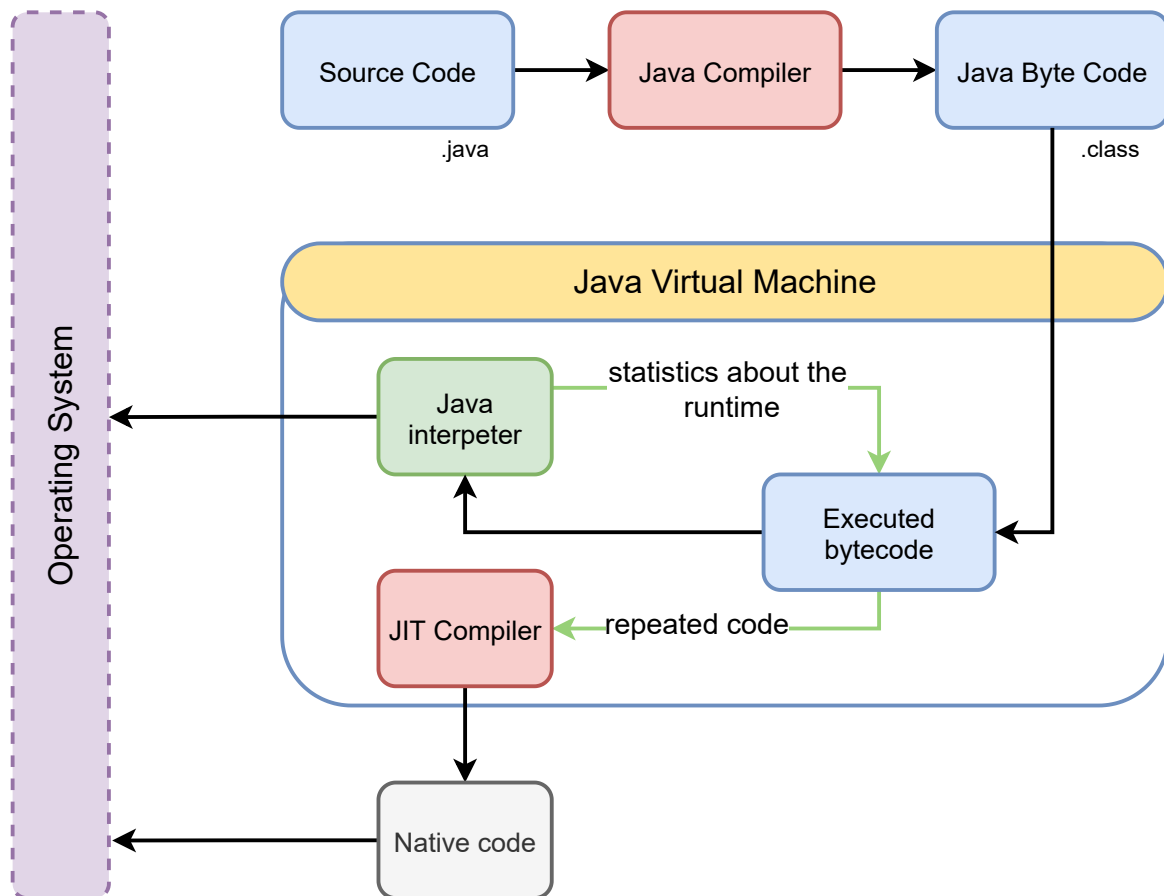 Source Code
Java Compiler
Java Byte Code
.java
.class
Java Virtual Machine
Operating System
Java
interpeter
statistics about the
runtime
Executed
bytecode
JIT Compiler
repeated code
Native code